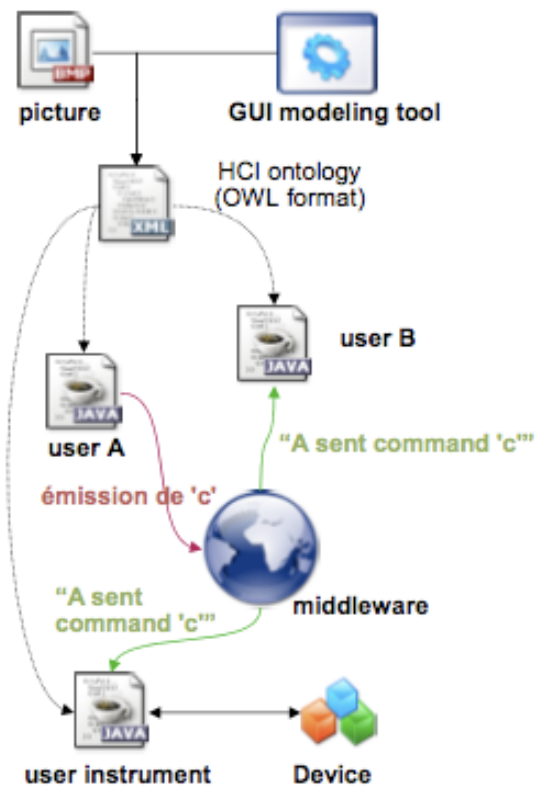 BMP
picture
GUI modeling tool
HCI ontology
(OWL format)
XML
JAVA
user B
JAVA
user A
“A sent command 'c'”
émission de 'c'
middleware
“A sent
command 'c'”
JAVA
user instrument
Device